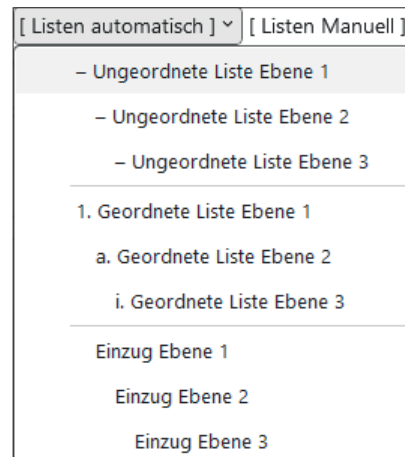 [ Listen automatisch ] [ Listen Manuell ]
– Ungeordnete Liste Ebene 1
– Ungeordnete Liste Ebene 2
– Ungeordnete Liste Ebene 3
1. Geordnete Liste Ebene 1
a. Geordnete Liste Ebene 2
i. Geordnete Liste Ebene 3
Einzug Ebene 1
Einzug Ebene 2
Einzug Ebene 3